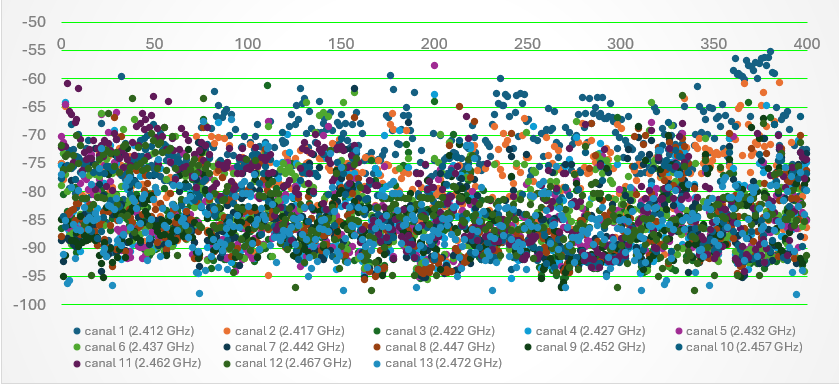 -50
-55
0 50 100 150 200 250 300 350 400
-60
-65
-70
-75
-80
-85
-90
-95
-100
canal 1 (2.412 GHz) canal 2 (2.417 GHz) canal 3 (2.422 GHz) canal 4 (2.427 GHz) canal 5 (2.432 GHz)
canal 6 (2.437 GHz) canal 7 (2.442 GHz) canal 8 (2.447 GHz) canal 9 (2.452 GHz) canal 10 (2.457 GHz)
canal 11 (2.462 GHz) canal 12 (2.467 GHz) canal 13 (2.472 GHz)